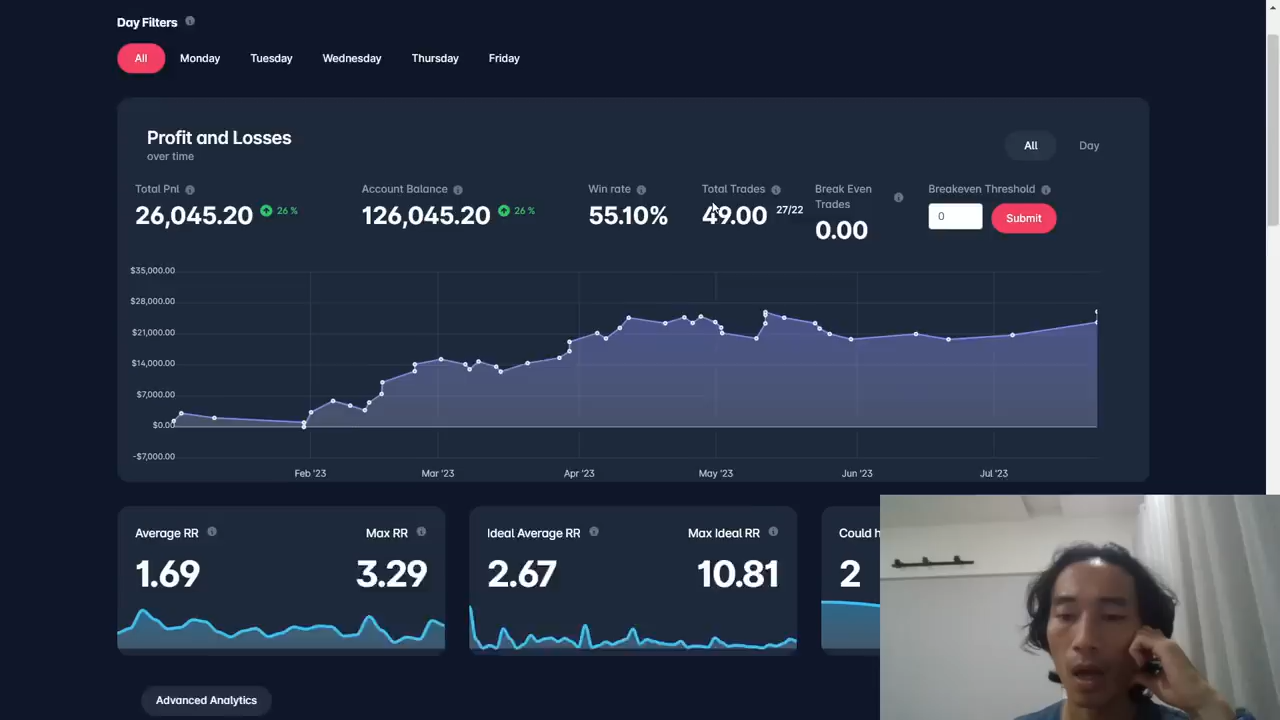 Day Filters
All Monday Tuesday Wednesday Thursday Friday
Profit and Losses
over time
All Day
Total Pnl Account Balance Win rate Total Trades Break Even Trades Breakeven Threshold
26,045.20 26 % 126,045.20 26 % 55.10% 49.00 27/22 0.00 0 Submit
$35,000.00
$28,000.00
$21,000.00
$14,000.00
$7,000.00
$0.00
-$7,000.00
Feb '23 Mar '23 Apr '23 May '23 Jun '23 Jul '23
Average RR Max RR Ideal Average RR Max Ideal RR Could h
1.69 3.29 2.67 10.81 2
Advanced Analytics